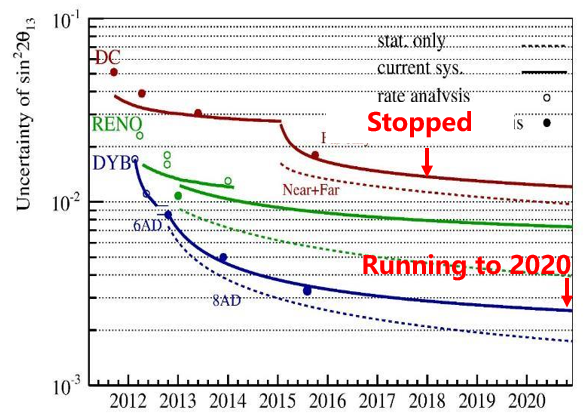 10⁻¹
stat. only
DC
current sys.
rate analysis
RENO
Stopped
DYB
Near+Far
10⁻²
6AD
Running to 2020
8AD
10⁻³
2012 2013 2014 2015 2016 2017 2018 2019 2020
Uncertainty of sin²2θ₁₃